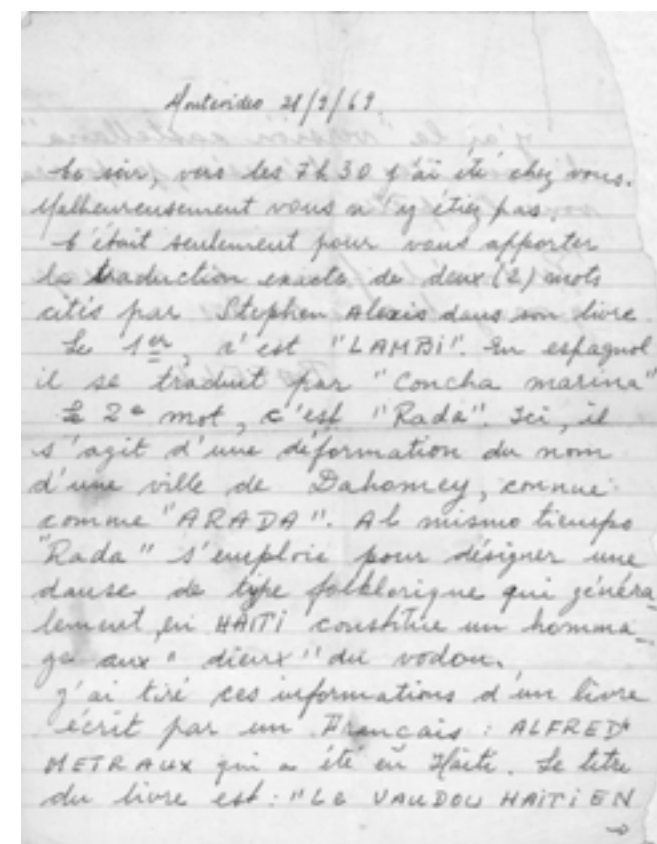 Montevideo 28/9/69
Ce soir, vers les 7h30 j'ai été chez vous.
Malheureusement vous n'y étiez pas.
C'était seulement pour vous apporter
la traduction exacte de deux (2) mots
cités par Stephen Alexis dans son livre.
Le 1er, c'est "LAMBI". En espagnol
il se traduit par "Concha marina"
Le 2e mot, c'est "Rada". Ici, il
s'agit d'une déformation du nom
d'une ville de Dahomey, connue
comme "ARADA". Al mismo tiempo
"Rada" s'emploie pour désigner une
danse de type folklorique qui généra-
lement, en HAITI constitue un homma-
ge aux "dieux" du vodou.
J'ai tiré ces informations d'un livre
écrit par un Français : ALFRED
METRAUX qui a été en Haïti. Le titre
du livre est : "LE VAUDOU HAITIEN